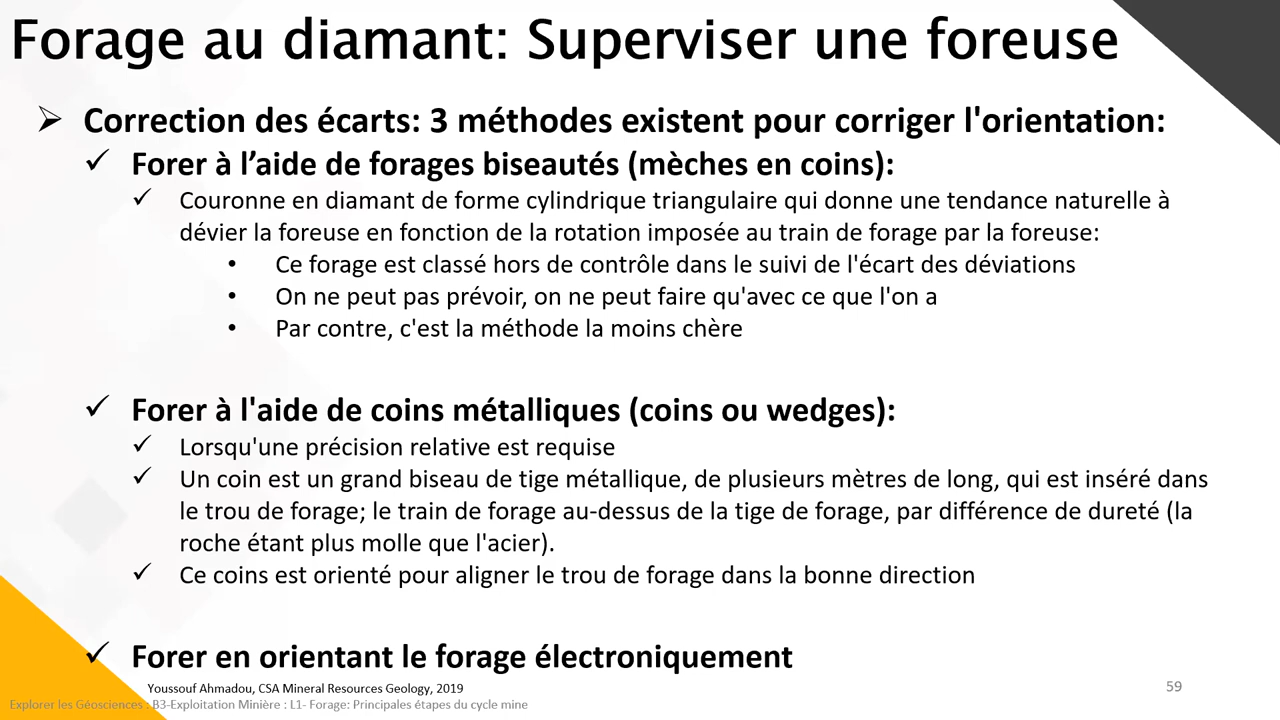 Forage au diamant: Superviser une foreuse
Correction des écarts: 3 méthodes existent pour corriger l'orientation:
Forer à l’aide de forages biseautés (mèches en coins):
Couronne en diamant de forme cylindrique triangulaire qui donne une tendance naturelle à
dévier la foreuse en fonction de la rotation imposée au train de forage par la foreuse:
• Ce forage est classé hors de contrôle dans le suivi de l'écart des déviations
• On ne peut pas prévoir, on ne peut faire qu'avec ce que l'on a
• Par contre, c'est la méthode la moins chère
Forer à l'aide de coins métalliques (coins ou wedges):
Lorsqu'une précision relative est requise
Un coin est un grand biseau de tige métallique, de plusieurs mètres de long, qui est inséré dans
le trou de forage; le train de forage au-dessus de la tige de forage, par différence de dureté (la
roche étant plus molle que l'acier).
Ce coins est orienté pour aligner le trou de forage dans la bonne direction
Forer en orientant le forage électroniquement
Youssouf Ahmadou, CSA Mineral Resources Geology, 2019
59
Explorer les Géosciences : B3-Exploitation Minière : L1- Forage: Principales étapes du cycle mine